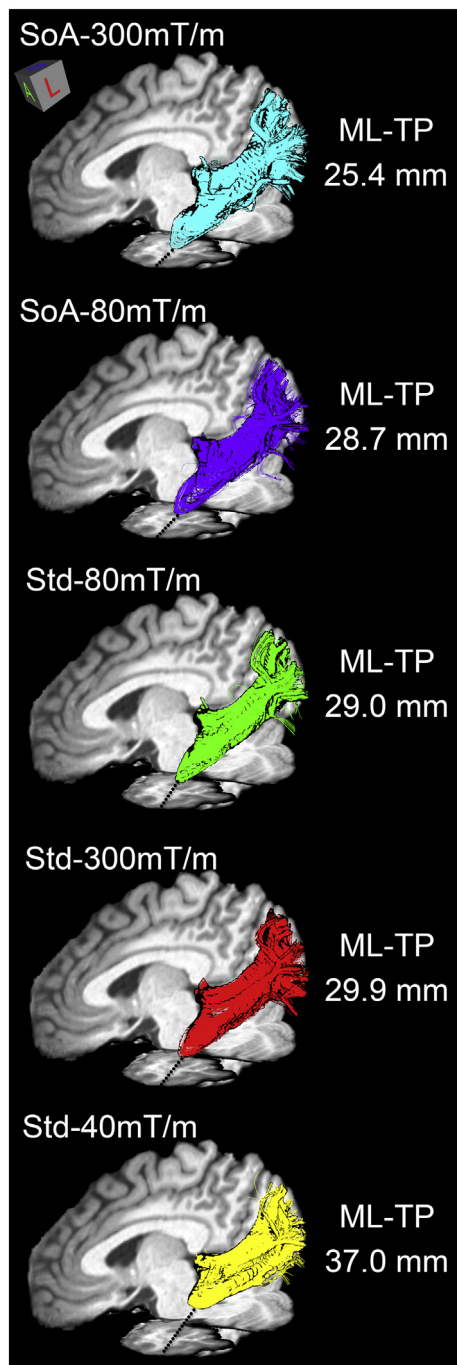 SoA-300mT/m
A L
ML-TP
25.4 mm
SoA-80mT/m
ML-TP
28.7 mm
Std-80mT/m
ML-TP
29.0 mm
Std-300mT/m
ML-TP
29.9 mm
Std-40mT/m
ML-TP
37.0 mm